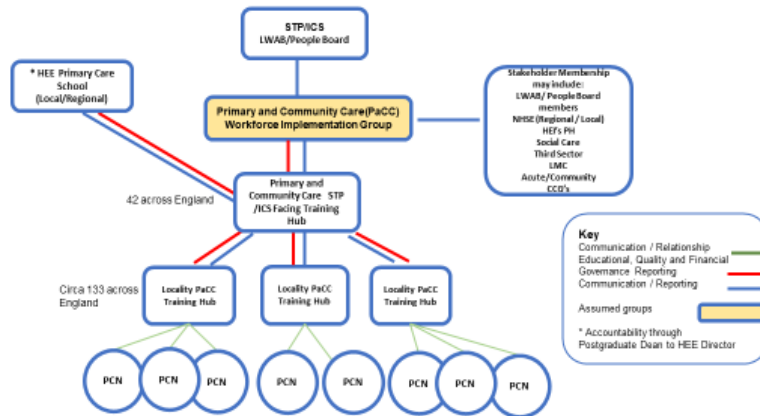 STP/ICS
LWAB/People Board
* HEE Primary Care
School
(Local/Regional)
Primary and Community Care(PaCC)
Workforce Implementation Group
Stakeholder Membership
may include:
LWAB/ People Board
members
NHSE (Regional / Local)
HEI's PH
Social Care
Third Sector
LMC
Acute/Community
CCO's
42 across England
Primary and
Community Care STP
/ICS Facing Training
Hub
Circa 133 across
England
Locality PaCC
Training Hub
Locality PaCC
Training Hub
Locality PaCC
Training Hub
PCN
PCN
PCN
PCN
PCN
PCN
PCN
PCN
Key
Communication / Relationship
Educational, Quality and Financial
Governance Reporting
Communication / Reporting
Assumed groups
* Accountability through
Postgraduate Dean to HEE Director